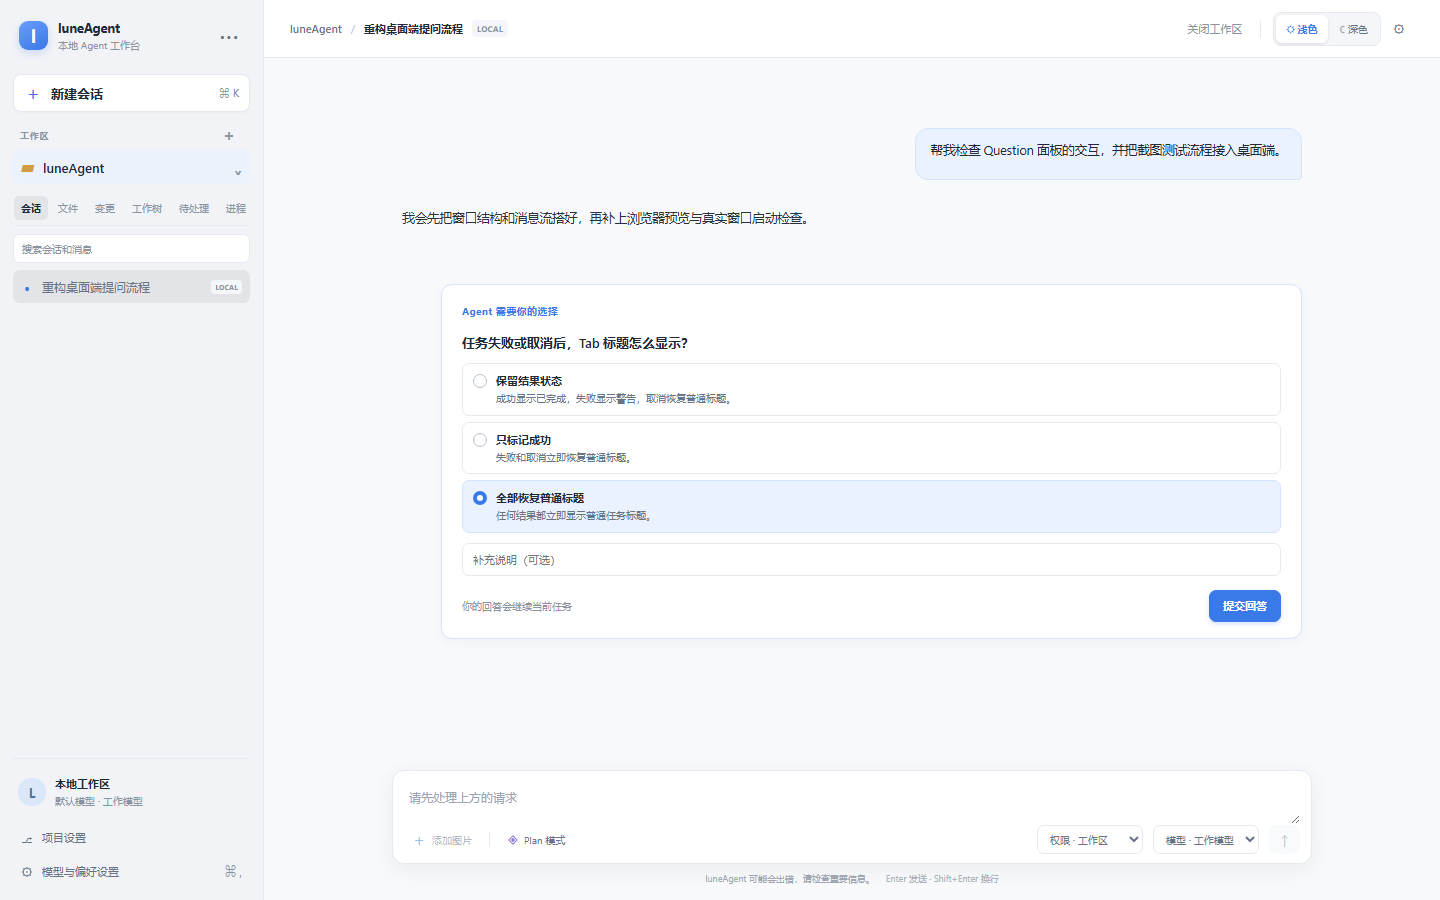 l
luneAgent
本地 Agent 工作台
•••
+ 新建会话 ⌘ K
工作区 +
luneAgent
会话 文件 变更 工作树 待处理 进程
搜索会话和消息
重构桌面端提问流程 LOCAL
L
本地工作区
默认模型 · 工作模型
项目设置
模型与偏好设置 ⌘ ,
luneAgent / 重构桌面端提问流程 LOCAL
关闭工作区 浅色 深色
帮我检查 Question 面板的交互，并把截图测试流程接入桌面端。
我会先把窗口结构和消息流搭好，再补上浏览器预览与真实窗口启动检查。
Agent 需要你的选择
任务失败或取消后，Tab 标题怎么显示？
保留结果状态
成功显示已完成，失败显示警告，取消恢复普通标题。
只标记成功
失败和取消立即恢复普通标题。
全部恢复普通标题
任何结果都立即显示普通任务标题。
补充说明（可选）
你的回答会继续当前任务
提交回答
请先处理上方的请求
+ 添加图片 Plan 模式 权限 · 工作区 模型 · 工作模型 ↑
luneAgent 可能会出错，请检查重要信息。 Enter 发送 · Shift+Enter 换行